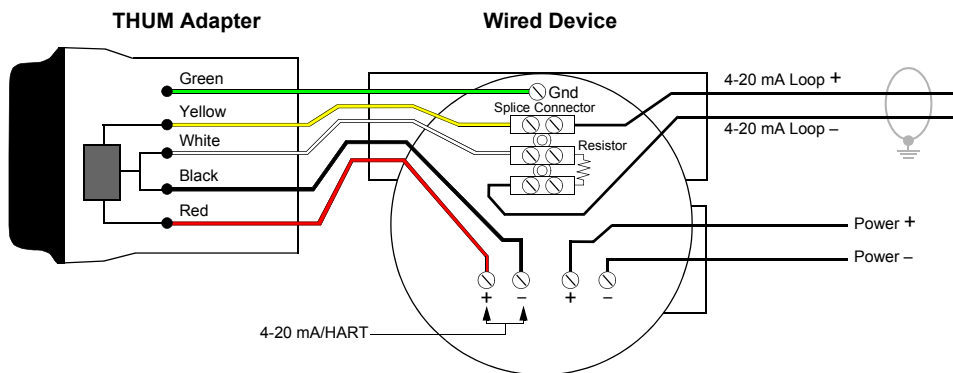 THUM Adapter
Wired Device
Green
Yellow
White
Black
Red
Gnd
Splice Connector
Resistor
4-20 mA Loop +
4-20 mA Loop –
Power +
Power –
+
–
+
–
4-20 mA/HART